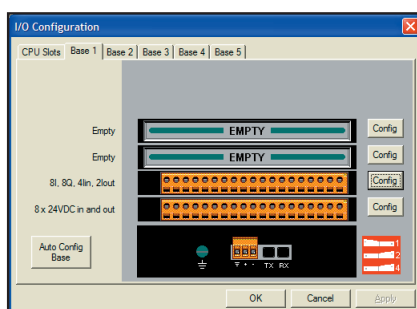 I/O Configuration
CPU Slots Base 1 Base 2 Base 3 Base 4 Base 5
Empty EMPTY Config
Empty EMPTY Config
8I, 8Q, 4Iin, 2Iout Config
8 x 24VDC in and out Config
Auto Config Base
+ - TX RX
1
2
4
OK Cancel Apply